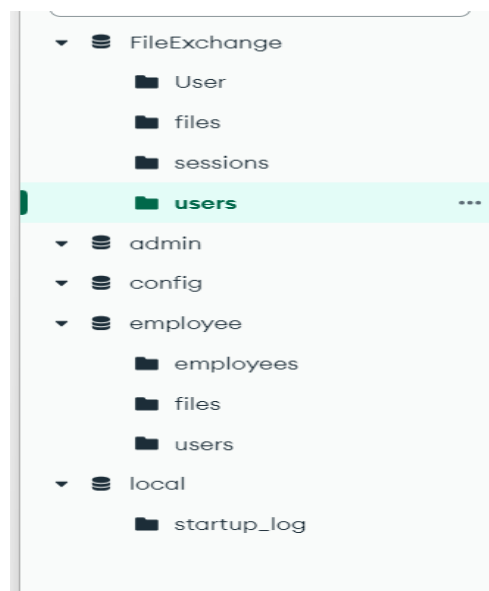 FileExchange
User
files
sessions
users
admin
config
employee
employees
files
users
local
startup_log